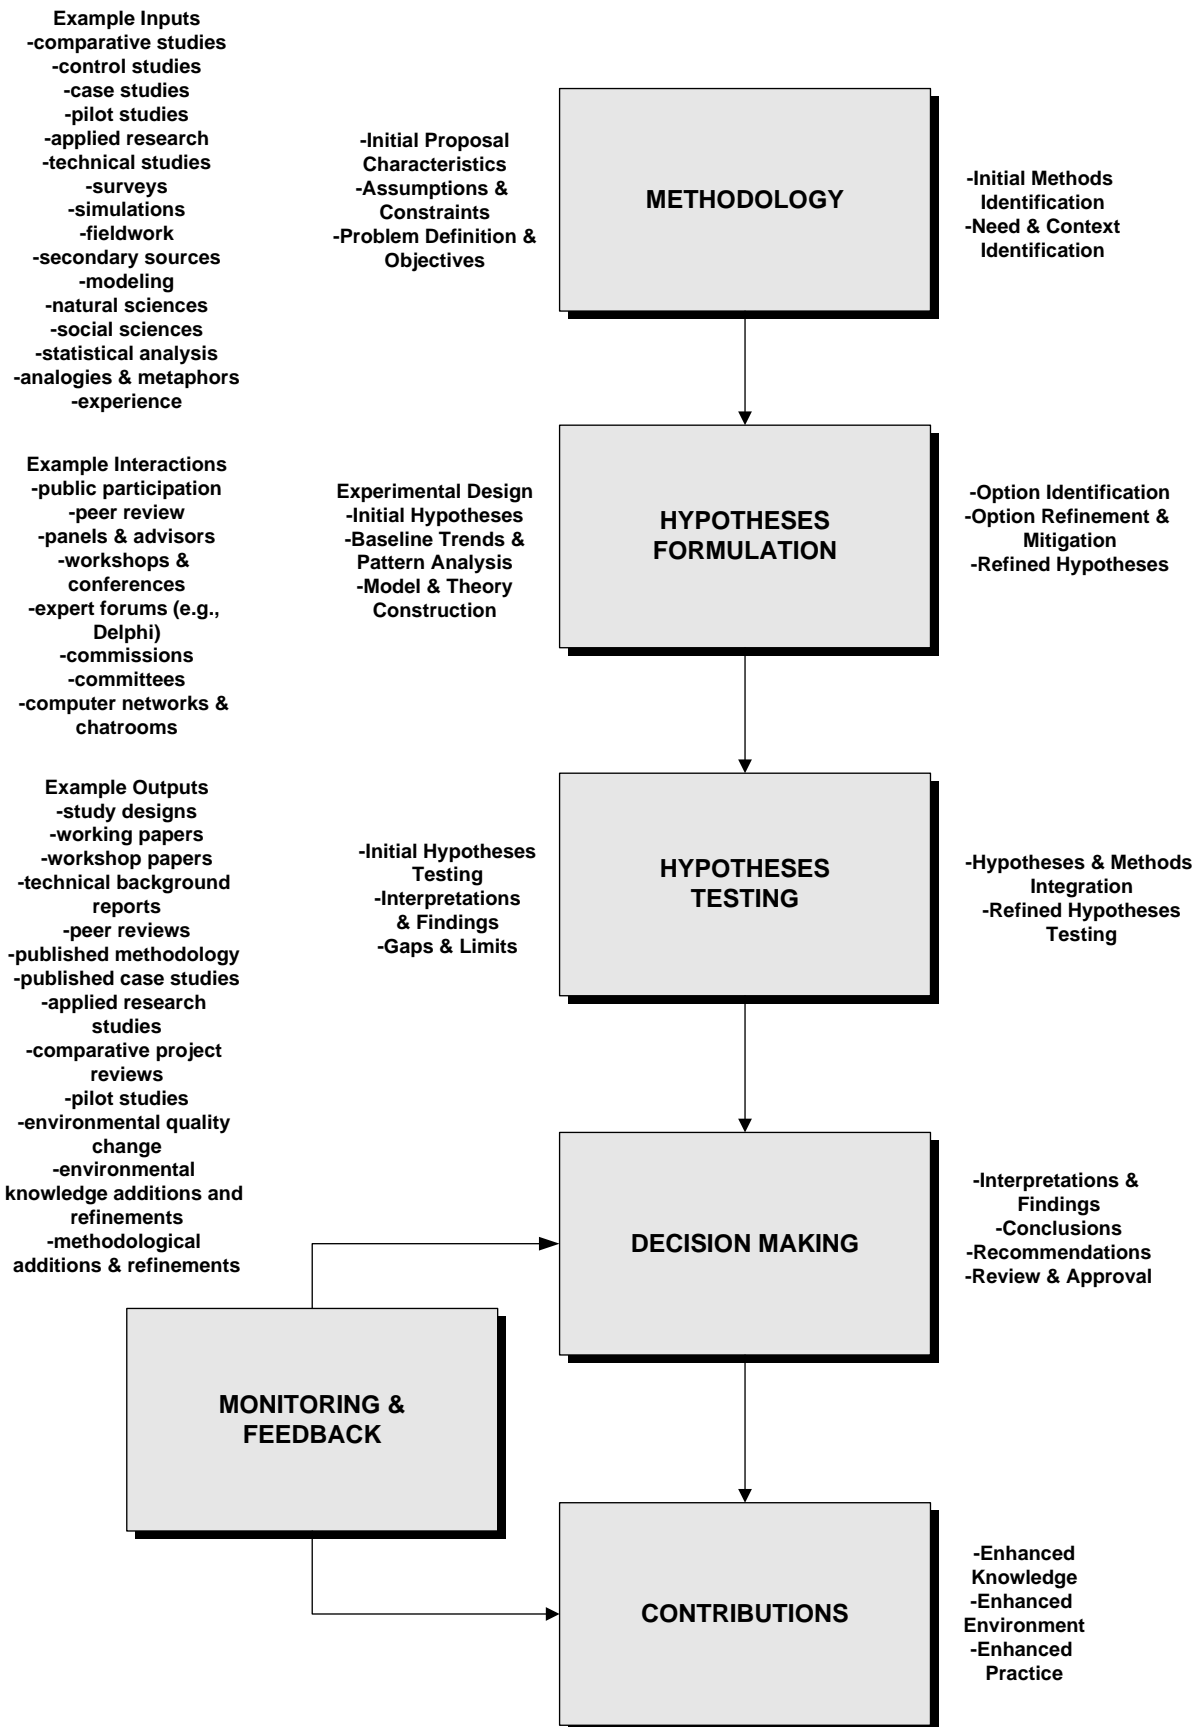 Example Inputs
-comparative studies
-control studies
-case studies
-pilot studies
-applied research
-technical studies
-surveys
-simulations
-fieldwork
-secondary sources
-modeling
-natural sciences
-social sciences
-statistical analysis
-analogies & metaphors
-experience
-Initial Proposal
Characteristics
-Assumptions &
Constraints
-Problem Definition &
Objectives
METHODOLOGY
-Initial Methods
Identification
-Need & Context
Identification
Example Interactions
-public participation
-peer review
-panels & advisors
-workshops &
conferences
-expert forums (e.g.,
Delphi)
-commissions
-committees
-computer networks &
chatrooms
Experimental Design
-Initial Hypotheses
-Baseline Trends &
Pattern Analysis
-Model & Theory
Construction
HYPOTHESES
FORMULATION
-Option Identification
-Option Refinement &
Mitigation
-Refined Hypotheses
Example Outputs
-study designs
-working papers
-workshop papers
-technical background
reports
-peer reviews
-published methodology
-published case studies
-applied research
studies
-comparative project
reviews
-pilot studies
-environmental quality
change
-environmental
knowledge additions and
refinements
-methodological
additions & refinements
-Initial Hypotheses
Testing
-Interpretations
& Findings
-Gaps & Limits
HYPOTHESES
TESTING
-Hypotheses & Methods
Integration
-Refined Hypotheses
Testing
DECISION MAKING
-Interpretations &
Findings
-Conclusions
-Recommendations
-Review & Approval
MONITORING &
FEEDBACK
CONTRIBUTIONS
-Enhanced
Knowledge
-Enhanced
Environment
-Enhanced
Practice